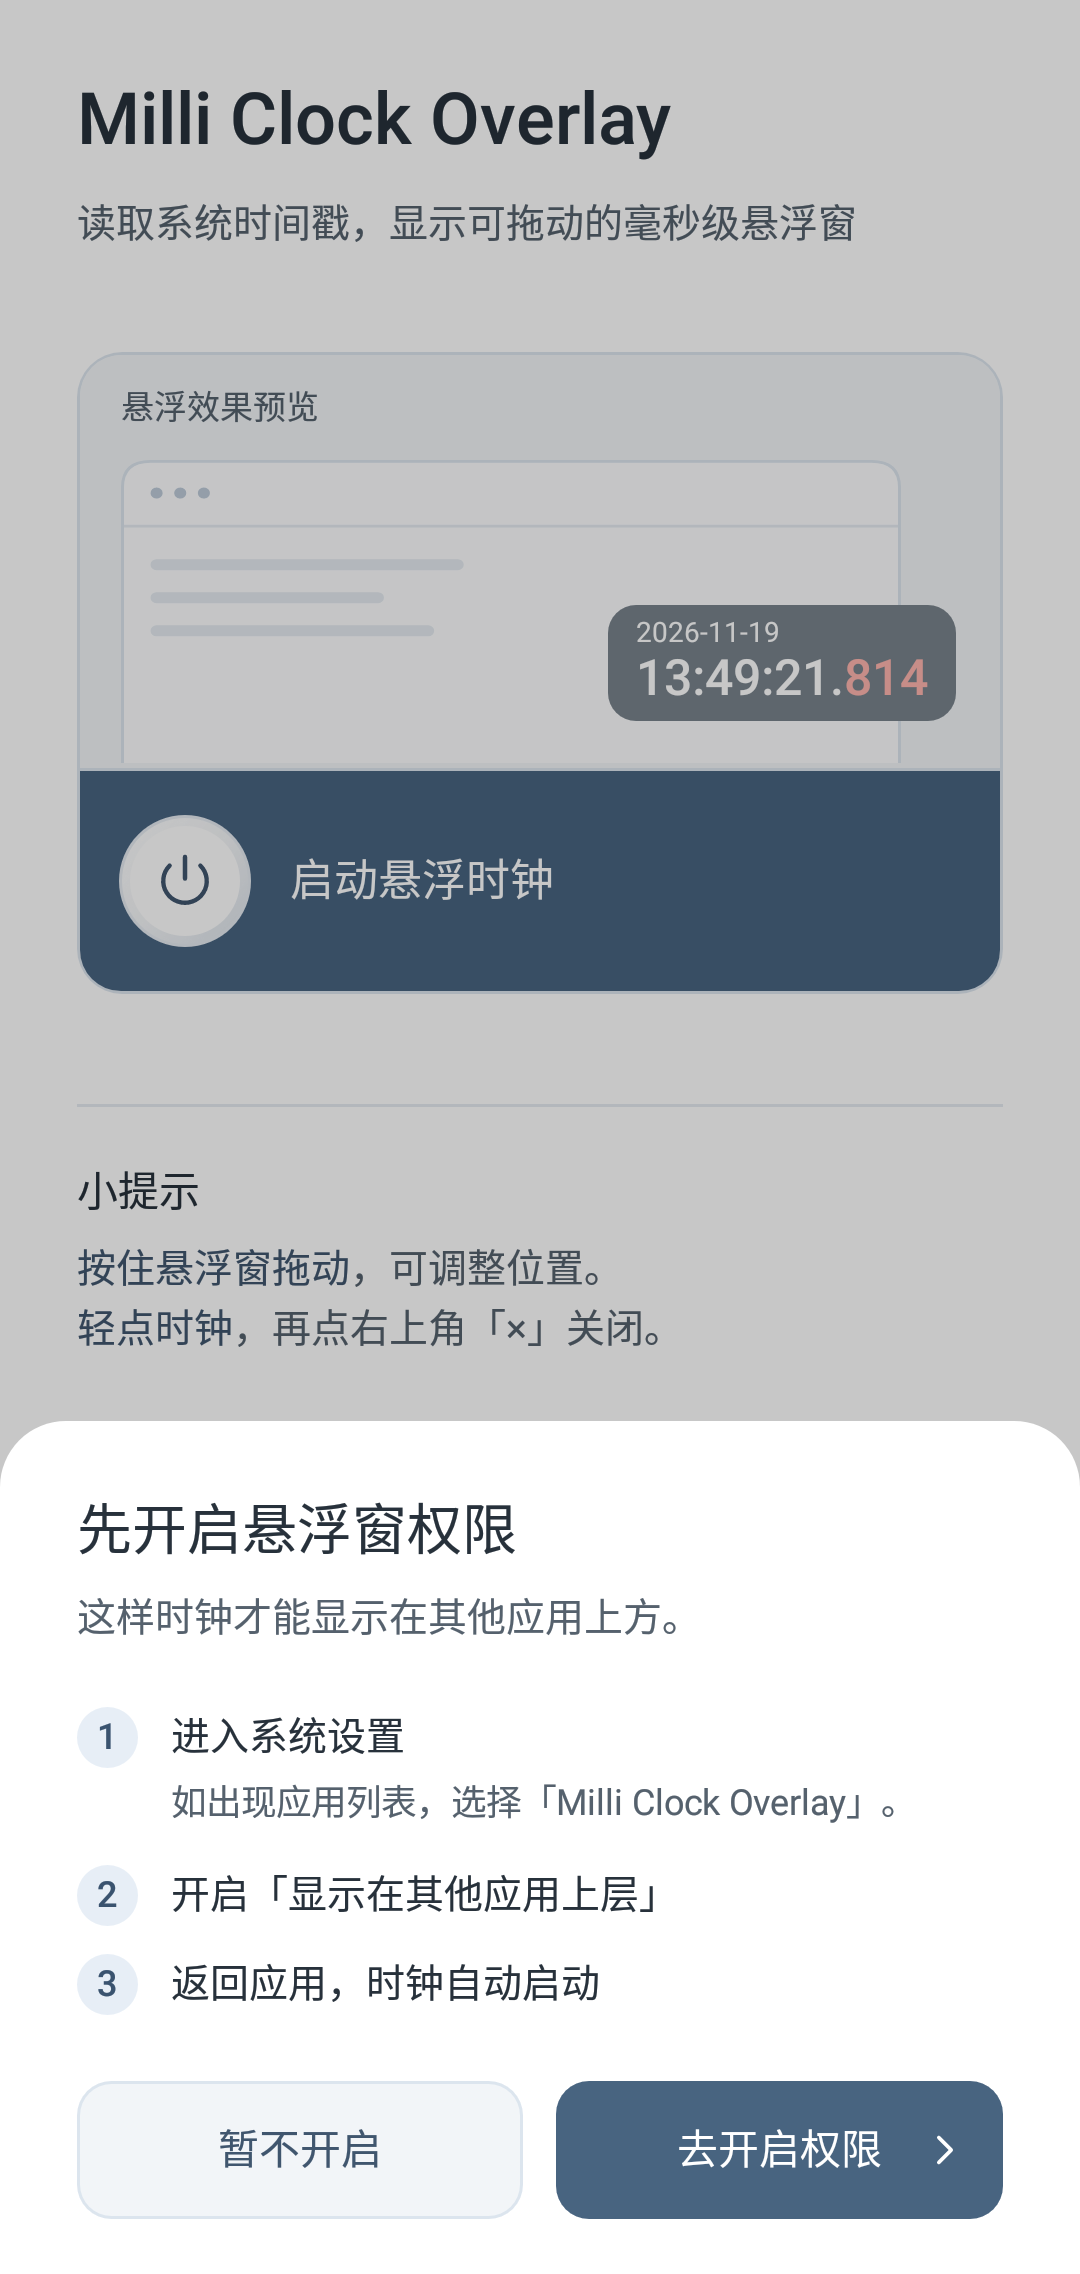 Milli Clock Overlay
读取系统时间戳，显示可拖动的毫秒级悬浮窗
悬浮效果预览
2026-11-19
13:49:21.814
启动悬浮时钟
小提示
按住悬浮窗拖动，可调整位置。
轻点时钟，再点右上角「×」关闭。
先开启悬浮窗权限
这样时钟才能显示在其他应用上方。
1 进入系统设置
如出现应用列表，选择「Milli Clock Overlay」。
2 开启「显示在其他应用上层」
3 返回应用，时钟自动启动
暂不开启
去开启权限